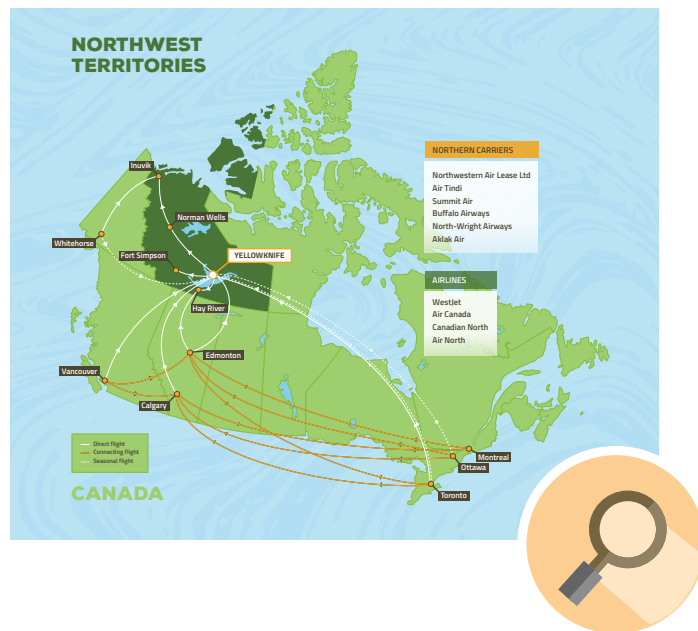 NORTHWEST
TERRITORIES
NORTHERN CARRIERS
Northwestern Air Lease Ltd
Air Tindi
Summit Air
Buffalo Airways
North-Wright Airways
Aklak Air
Inuvik
Norman Wells
Whitehorse
Fort Simpson
YELLOWKNIFE
AIRLINES
WestJet
Air Canada
Canadian North
Air North
Hay River
Edmonton
Vancouver
Calgary
Direct flight
Connecting flight
Seasonal flight
Montreal
Ottawa
Toronto
CANADA